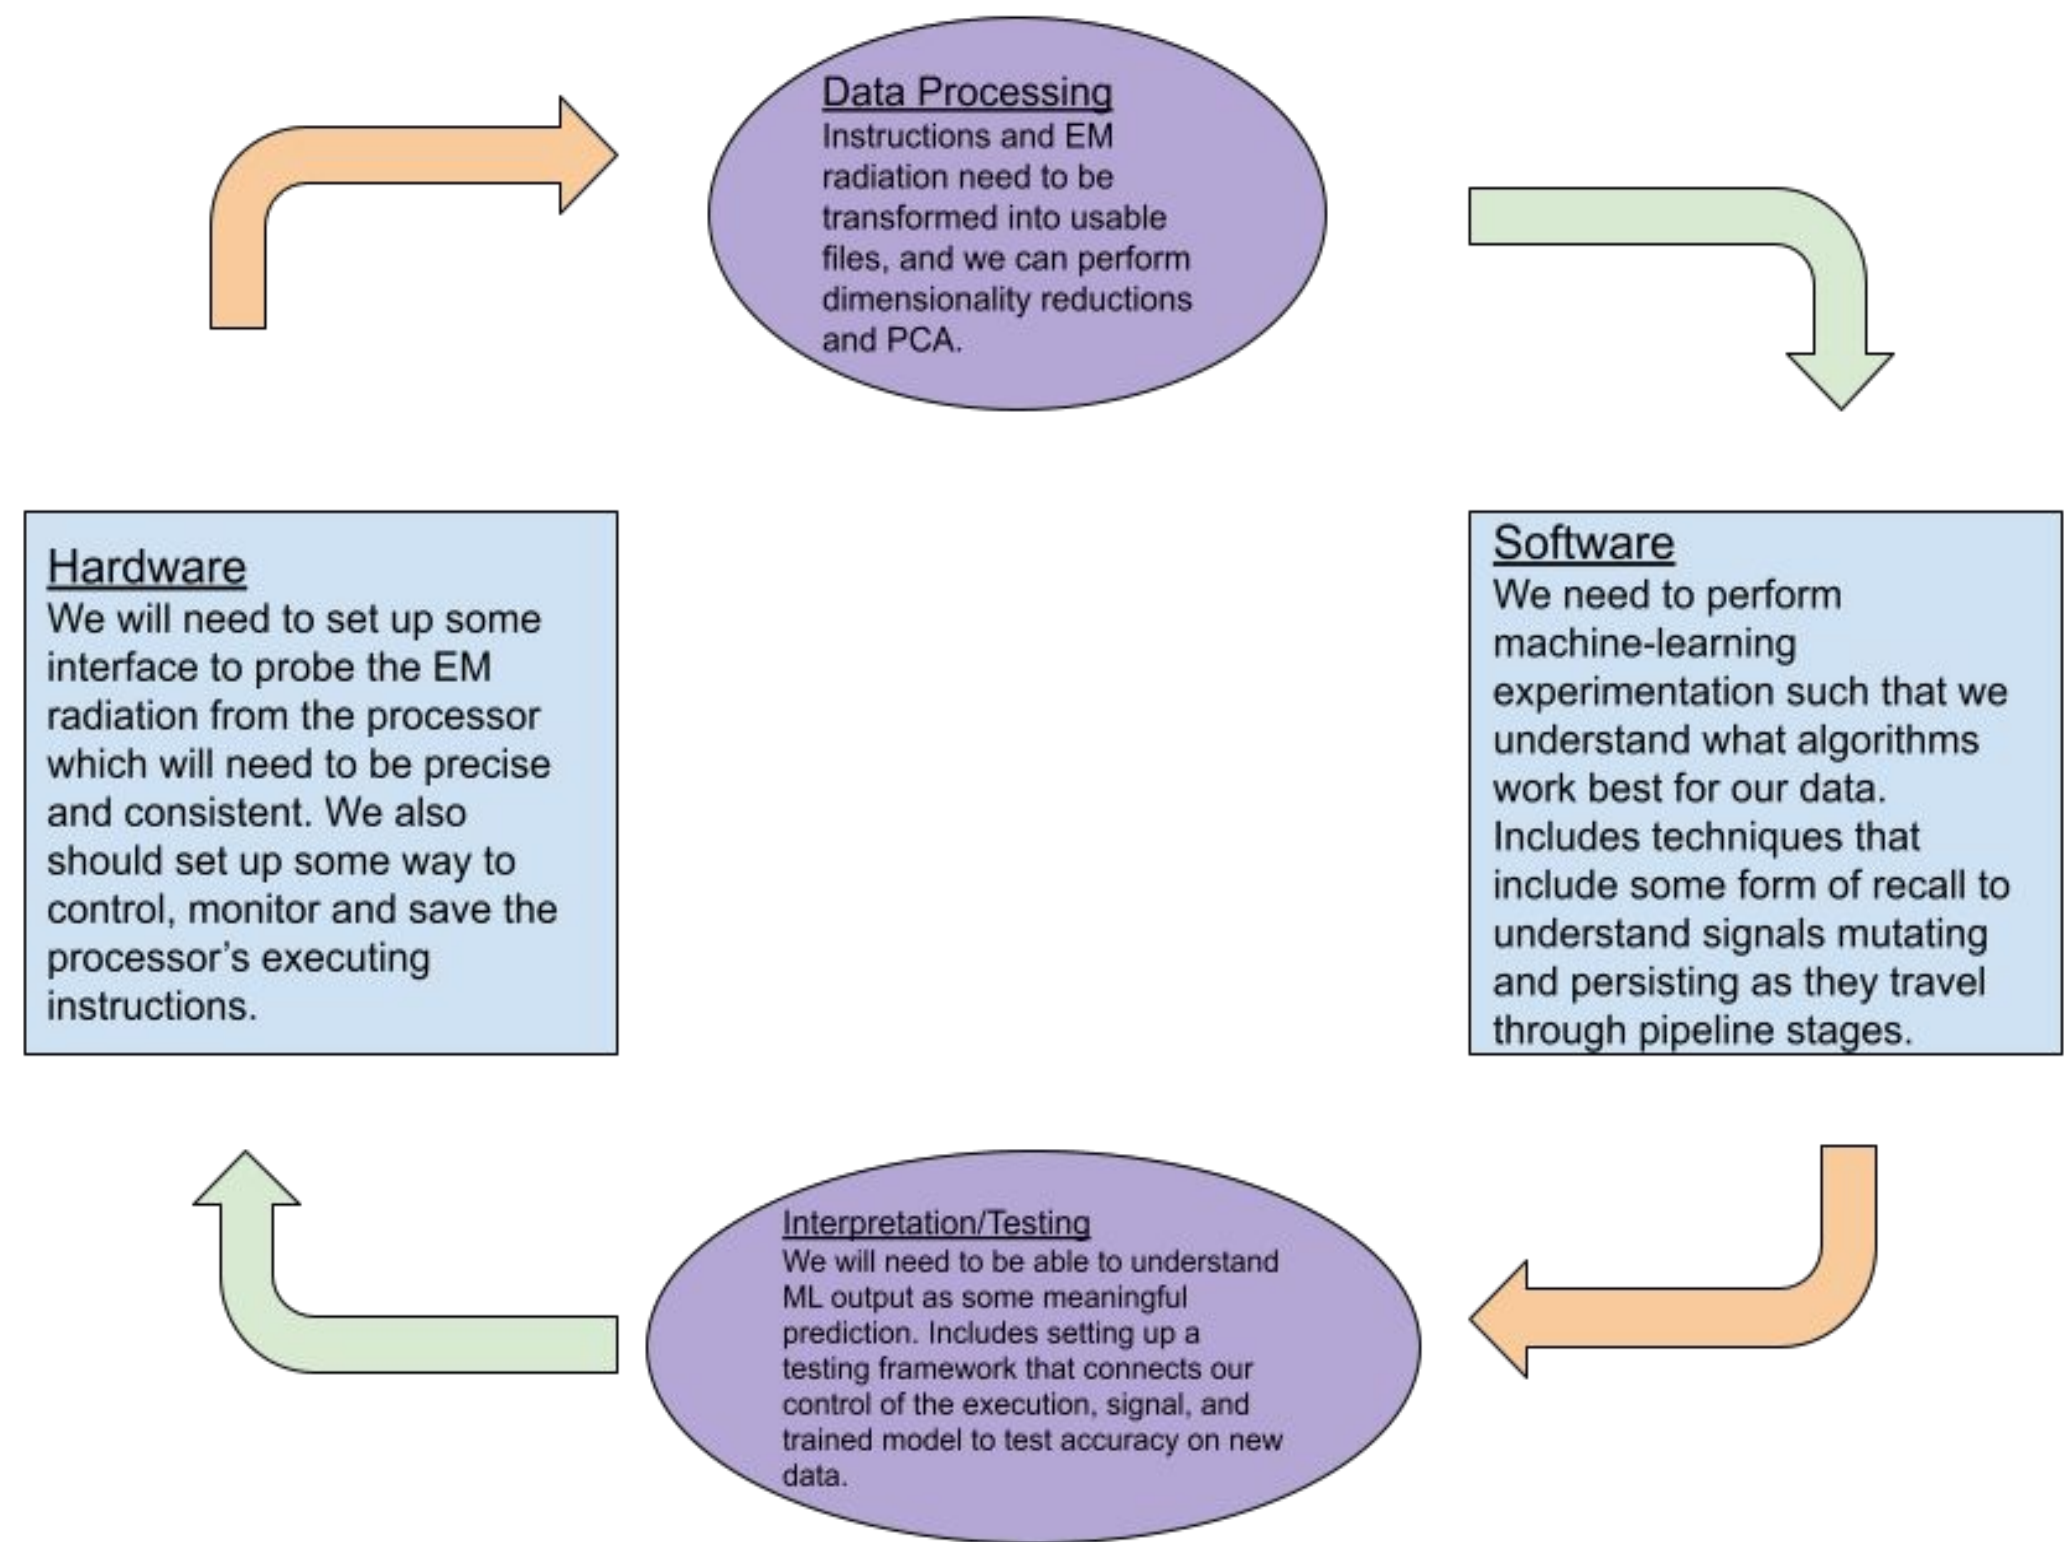 Data Processing
Instructions and EM
radiation need to be
transformed into usable
files, and we can perform
dimensionality reductions
and PCA.
Hardware
We will need to set up some
interface to probe the EM
radiation from the processor
which will need to be precise
and consistent. We also
should set up some way to
control, monitor and save the
processor’s executing
instructions.
Software
We need to perform
machine-learning
experimentation such that we
understand what algorithms
work best for our data.
Includes techniques that
include some form of recall to
understand signals mutating
and persisting as they travel
through pipeline stages.
Interpretation/Testing
We will need to be able to understand
ML output as some meaningful
prediction. Includes setting up a
testing framework that connects our
control of the execution, signal, and
trained model to test accuracy on new
data.